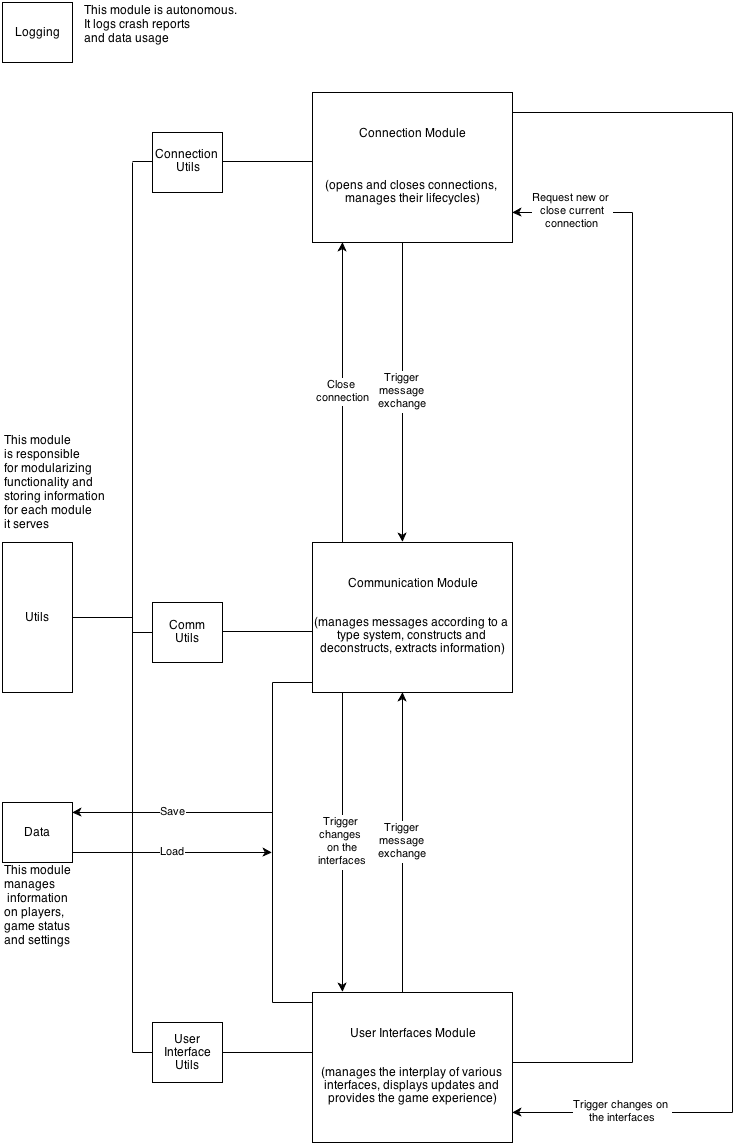 Logging
This module is autonomous.
It logs crash reports
and data usage
Connection Module
(opens and closes connections,
manages their lifecycles)
Connection
Utils
Request new or
close current
connection
Close
connection
Trigger
message
exchange
This module
is responsible
for modularizing
functionality and
storing information
for each module
it serves
Utils
Comm
Utils
Communication Module
(manages messages according to a
type system, constructs and
deconstructs, extracts information)
Save
Load
Data
This module
manages
information
on players,
game status
and settings
Trigger
changes
on the
interfaces
Trigger
message
exchange
User
Interface
Utils
User Interfaces Module
(manages the interplay of various
interfaces, displays updates and
provides the game experience)
Trigger changes on
the interfaces